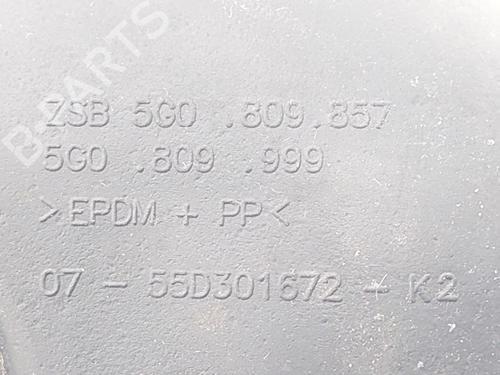 B-PARTS
ZSB 5G0 .809.857
5G0 .809 .999
>EPDM + PP<
07 - 55D301672 - K2